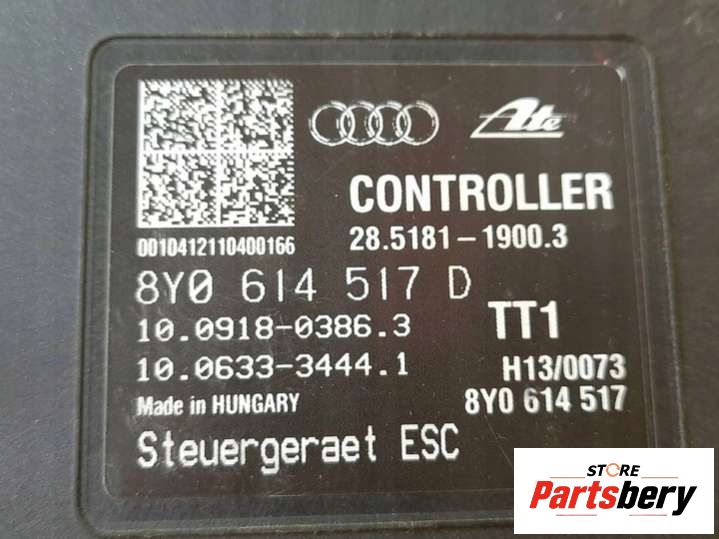 Ate
CONTROLLER
0010412110400166
28.5181-1900.3
8Y0 614 517 D
10.0918-0386.3
TT1
10.0633-3444.1
H13/0073
Made in HUNGARY
8Y0 614 517
Steuergeraet ESC
STORE
Partsbery